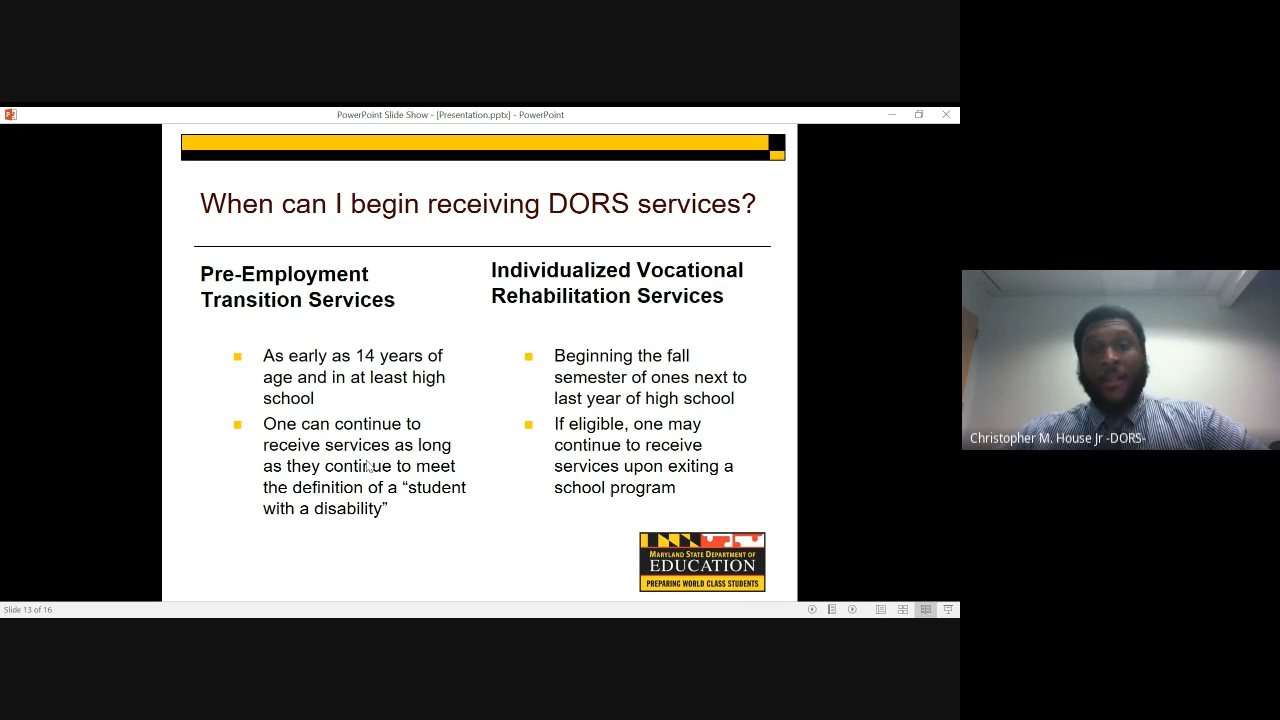 PowerPoint Slide Show - [Presentation.pptx] - PowerPoint
When can I begin receiving DORS services?
Pre-Employment
Transition Services
As early as 14 years of
age and in at least high
school
One can continue to
receive services as long
as they continue to meet
the definition of a “student
with a disability”
Individualized Vocational
Rehabilitation Services
Beginning the fall
semester of ones next to
last year of high school
If eligible, one may
continue to receive
services upon exiting a
school program
MARYLAND STATE DEPARTMENT OF
EDUCATION
PREPARING WORLD CLASS STUDENTS
Slide 13 of 16
Christopher M. House Jr -DORS-